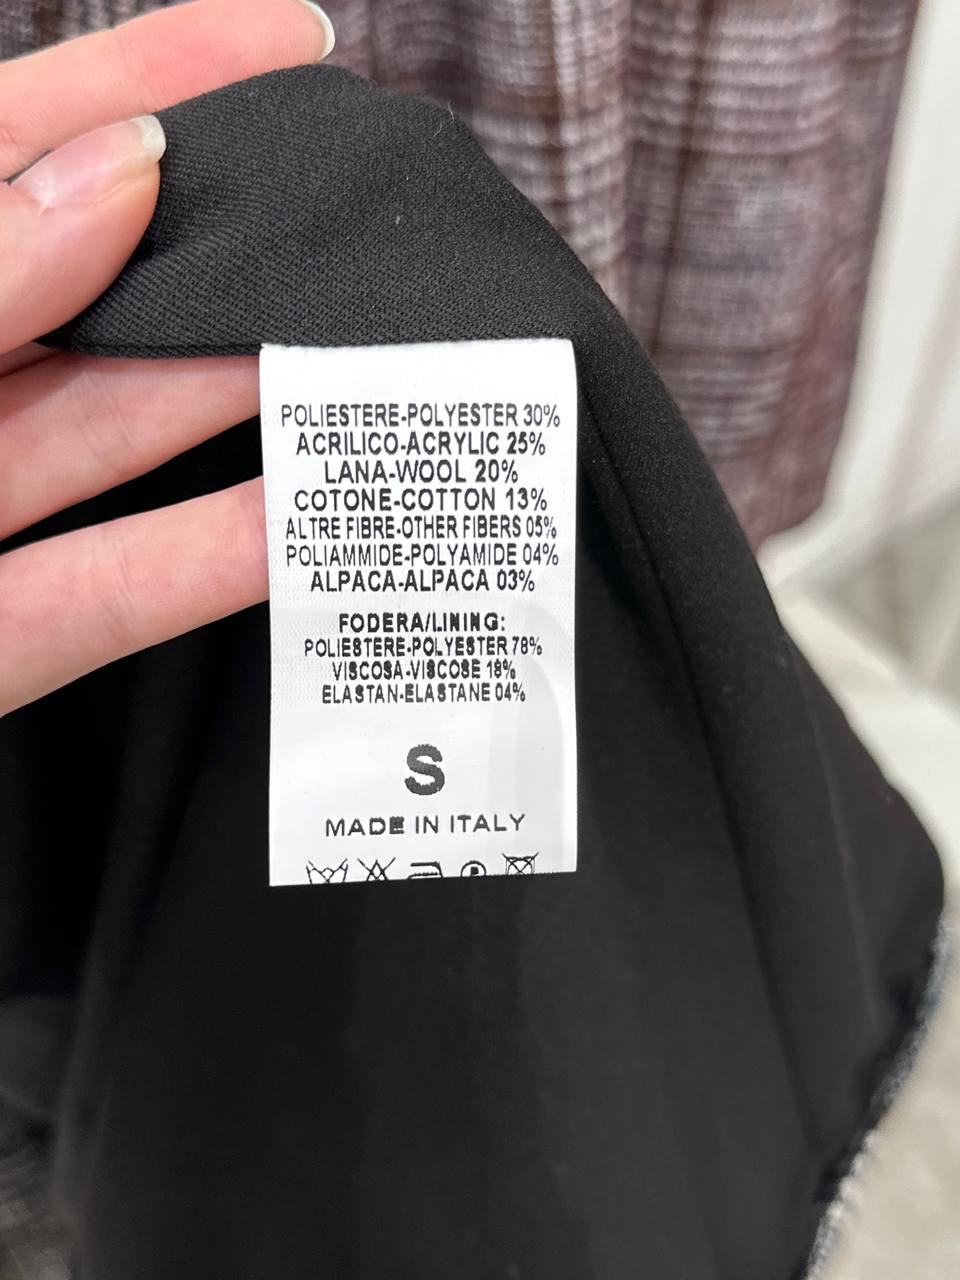 POLIESTERE-POLYESTER 30%
ACRILICO-ACRYLIC 25%
LANA-WOOL 20%
COTONE-COTTON 13%
ALTRE FIBRE-OTHER FIBERS 05%
POLIAMMIDE-POLYAMIDE 04%
ALPACA-ALPACA 03%
FODERA/LINING:
POLIESTERE-POLYESTER 78%
VISCOSA-VISCOSE 18%
ELASTAN-ELASTANE 04%
S
MADE IN ITALY